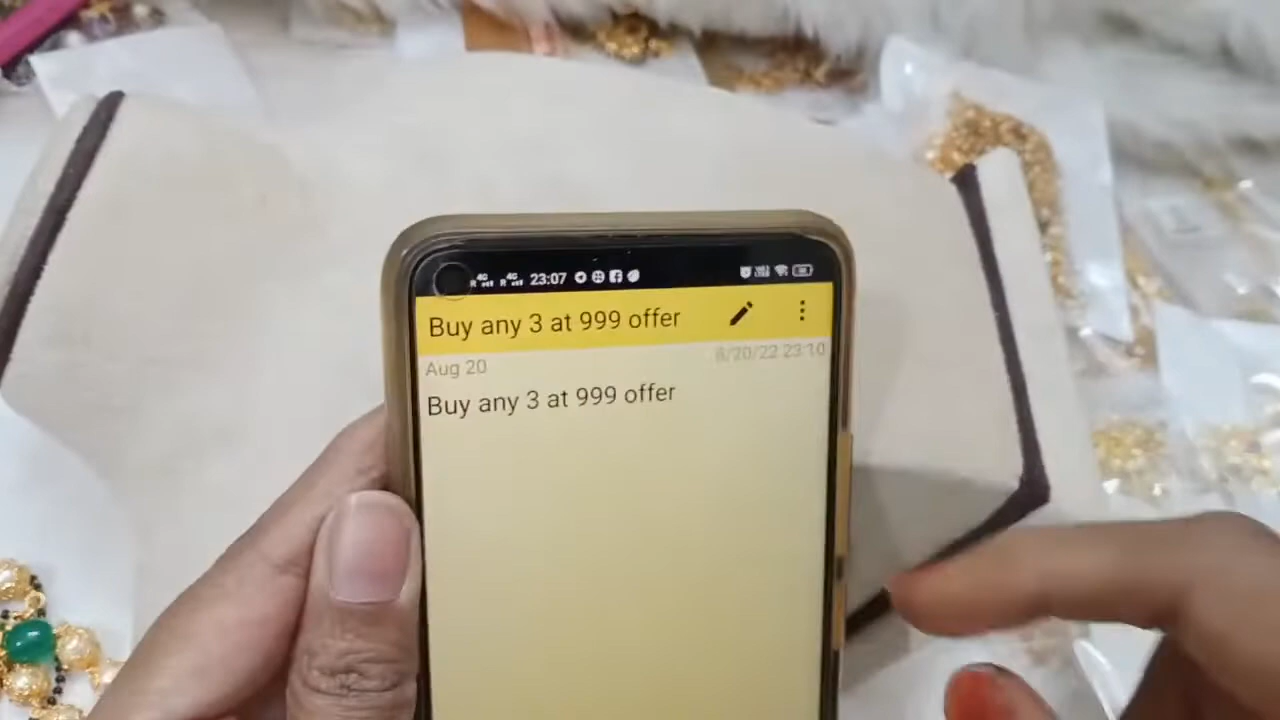 23:07
Buy any 3 at 999 offer
Aug 20
8/20/22 23:10
Buy any 3 at 999 offer